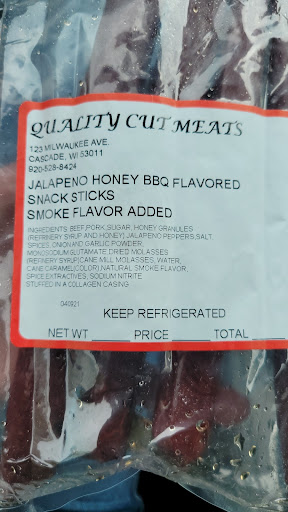 QUALITY CUT MEATS
123 MILWAUKEE AVE.
CASCADE, WI 53011
920-528-8424
JALAPENO HONEY BBQ FLAVORED
SNACK STICKS
SMOKE FLAVOR ADDED
INGREDIENTS: BEEF,PORK,SUGAR, HONEY GRANULES
(REFINERY SYRUP AND HONEY) JALAPENO PEPPERS,SALT,
SPICES, ONION AND GARLIC POWDER,
MONOSODIUM GLUTAMATE,DRIED MOLASSES
(REFINERY SYRUP,CANE MILL MOLASSES, WATER,
CANE CARAMEL(COLOR),NATURAL SMOKE FLAVOR,
SPICE EXTRACTIVES, SODIUM NITRITE
STUFFED IN A COLLAGEN CASING
040921
KEEP REFRIGERATED
NET WT ____ PRICE ____ TOTAL ____